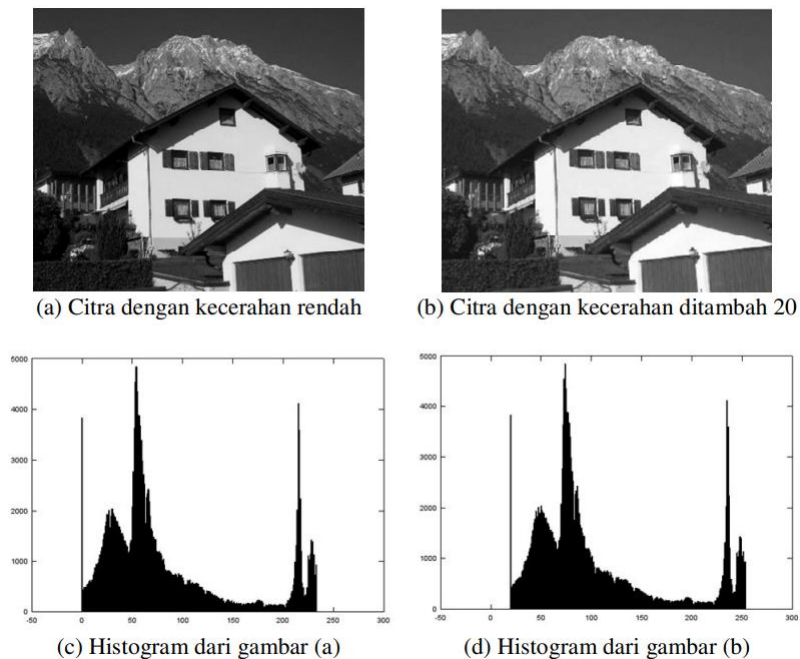 (a) Citra dengan kecerahan rendah
(b) Citra dengan kecerahan ditambah 20
5000
4000
3000
2000
1000
0
-50 0 50 100 150 200 250 300
(c) Histogram dari gambar (a)
5000
4000
3000
2000
1000
0
-50 0 50 100 150 200 250 300
(d) Histogram dari gambar (b)